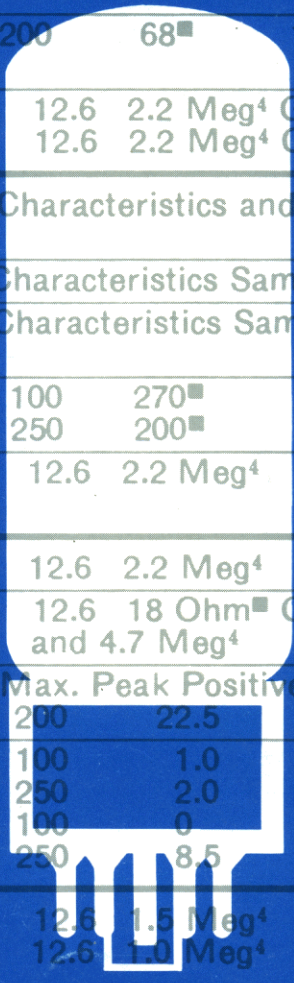 200 68■
12.6 2.2 Meg⁴ C
12.6 2.2 Meg⁴ C
Characteristics and
Characteristics Sam
Characteristics Sam
100 270■
250 200■
12.6 2.2 Meg⁴
12.6 2.2 Meg⁴
12.6 18 Ohm■ C
and 4.7 Meg⁴
Max. Peak Positive
200 22.5
100 1.0
250 2.0
100 0
250 8.5
12.6 1.5 Meg⁴
12.6 1.0 Meg⁴